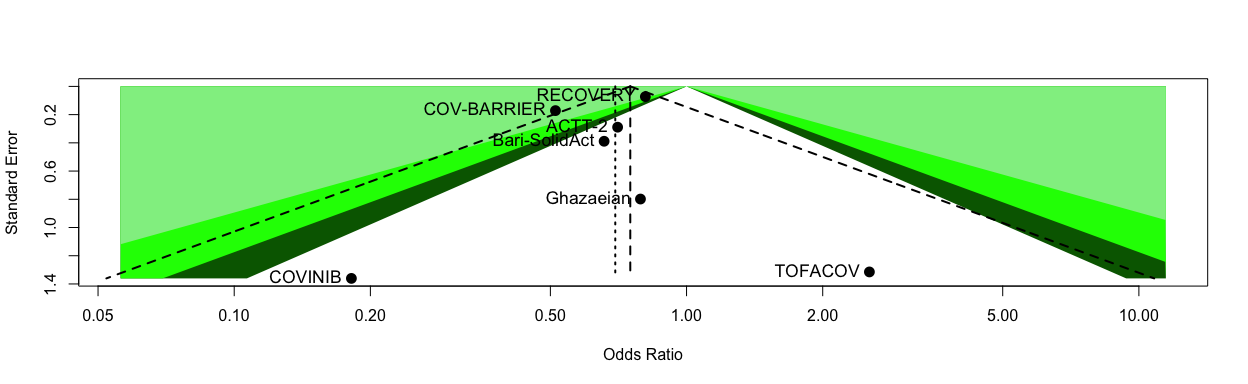 RECOVERY
COV-BARRIER
ACTT-2
Bari-SolidAct
Ghazaeian
TOFACOV
COVINIB
Standard Error
0.2
0.6
1.0
1.4
0.05 0.10 0.20 0.50 1.00 2.00 5.00 10.00
Odds Ratio